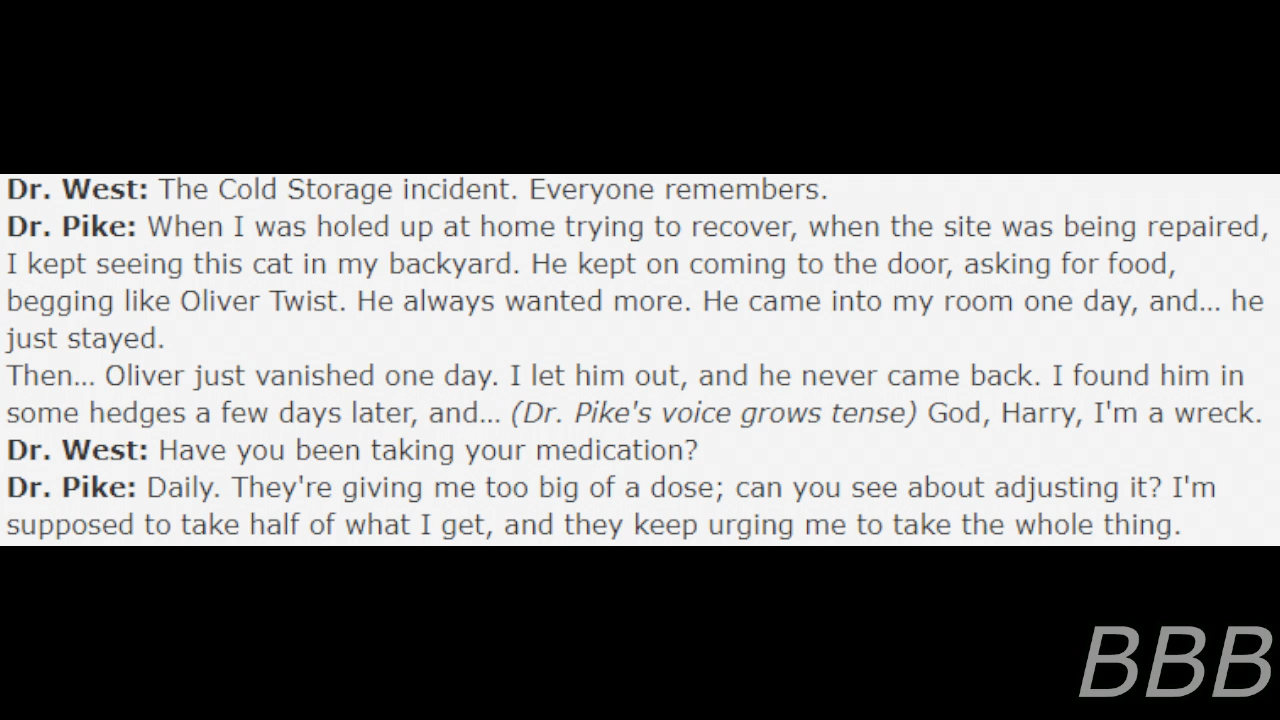 Dr. West: The Cold Storage incident. Everyone remembers.
Dr. Pike: When I was holed up at home trying to recover, when the site was being repaired,
I kept seeing this cat in my backyard. He kept on coming to the door, asking for food,
begging like Oliver Twist. He always wanted more. He came into my room one day, and... he
just stayed.
Then... Oliver just vanished one day. I let him out, and he never came back. I found him in
some hedges a few days later, and... (Dr. Pike's voice grows tense) God, Harry, I'm a wreck.
Dr. West: Have you been taking your medication?
Dr. Pike: Daily. They're giving me too big of a dose; can you see about adjusting it? I'm
supposed to take half of what I get, and they keep urging me to take the whole thing.
BBB